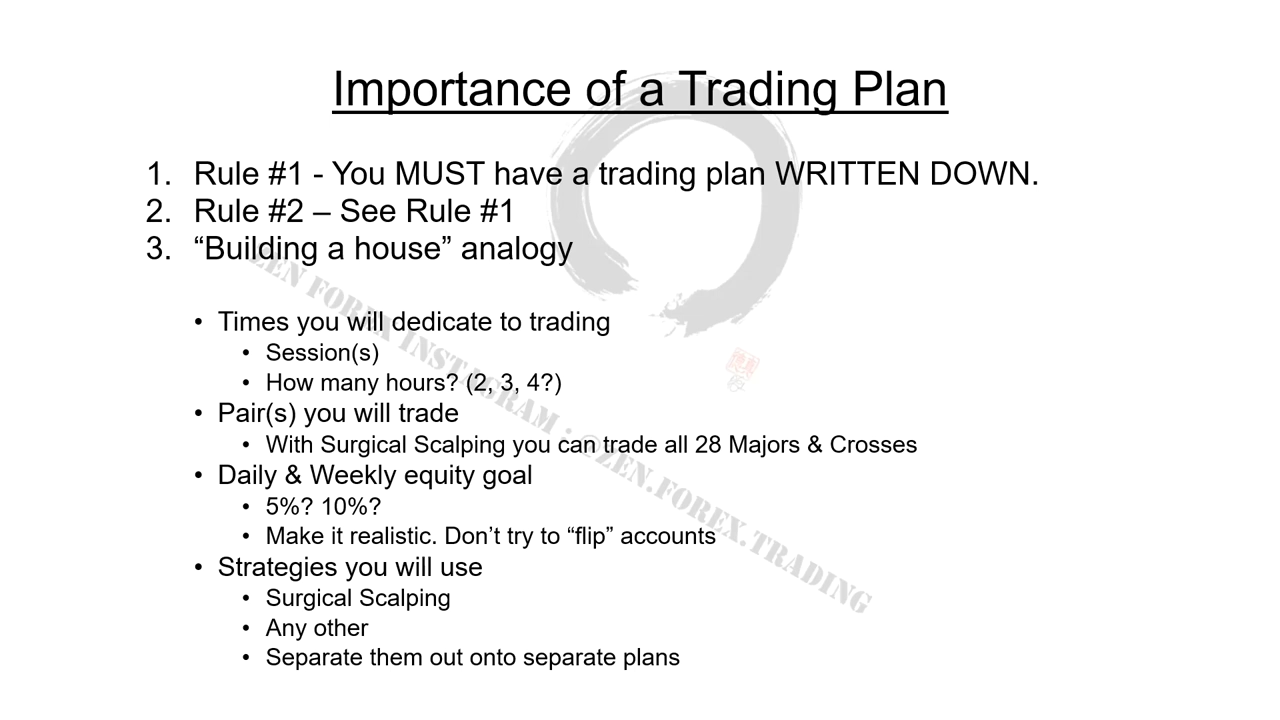 Importance of a Trading Plan
1. Rule #1 - You MUST have a trading plan WRITTEN DOWN.
2. Rule #2 – See Rule #1
3. “Building a house” analogy
• Times you will dedicate to trading
• Session(s)
• How many hours? (2, 3, 4?)
• Pair(s) you will trade
• With Surgical Scalping you can trade all 28 Majors & Crosses
• Daily & Weekly equity goal
• 5%? 10%?
• Make it realistic. Don’t try to “flip” accounts
• Strategies you will use
• Surgical Scalping
• Any other
• Separate them out onto separate plans
ZEN FOREX INSTAGRAM : @ZEN.FOREX.TRADING